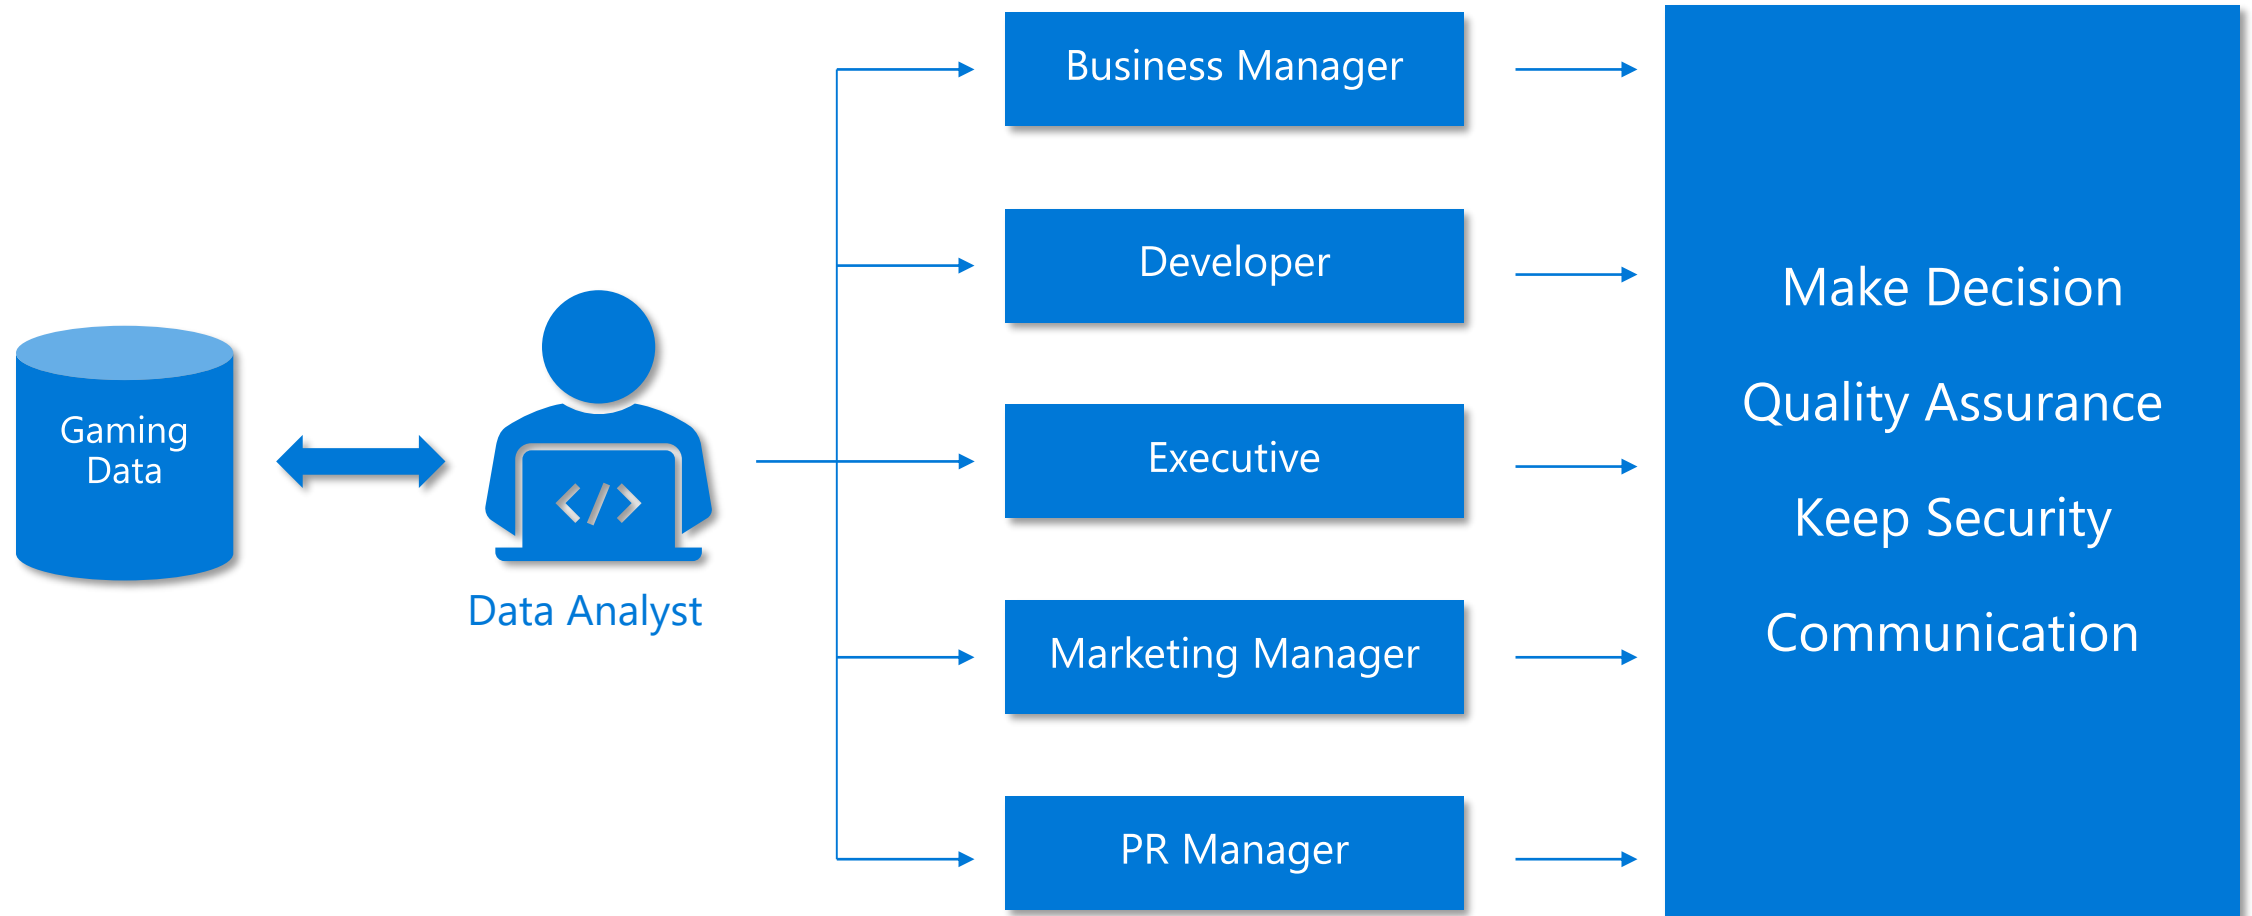 Gaming
Data
Data Analyst
Business Manager
Developer
Executive
Marketing Manager
PR Manager
Make Decision
Quality Assurance
Keep Security
Communication